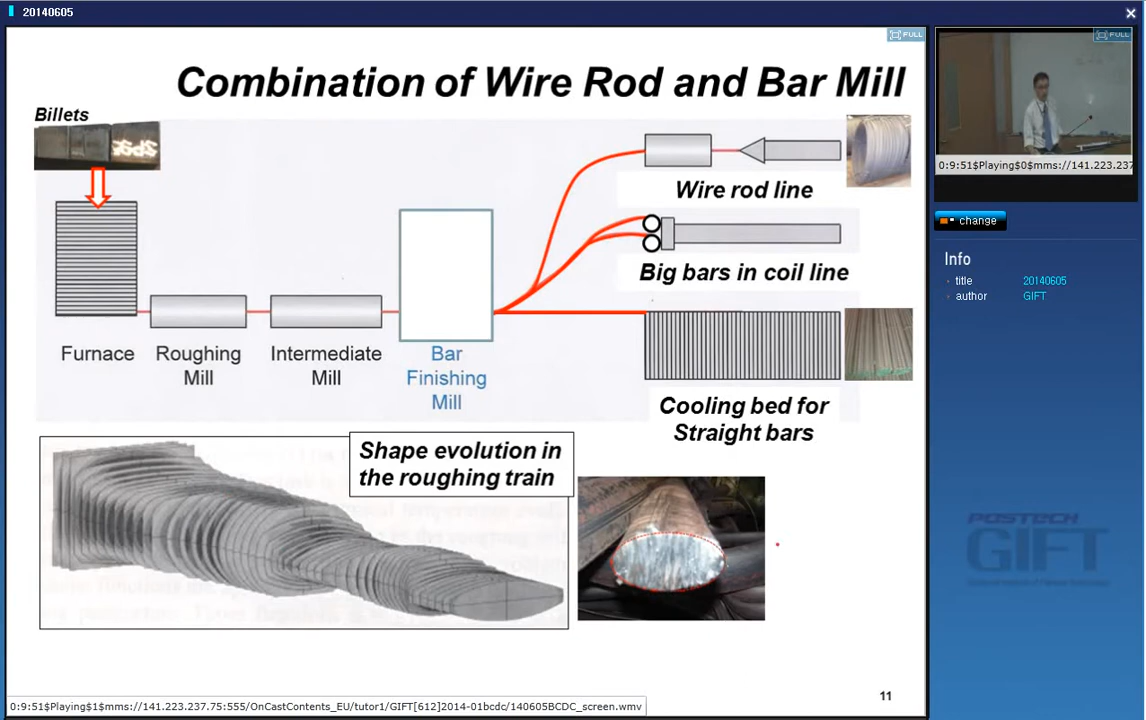 20140605
FULL
Combination of Wire Rod and Bar Mill
Billets
Furnace
Roughing
Mill
Intermediate
Mill
Bar
Finishing
Mill
Wire rod line
Big bars in coil line
Cooling bed for
Straight bars
Shape evolution in
the roughing train
11
0:9:51$Playing$1$mms://141.223.237.75:555/OnCastContents_EU/tutor1/GIFT[612]2014-01bcdc/140605BCDC_screen.wmv
FULL
0:9:51$Playing$0$mms://141.223.237
change
Info
title 20140605
author GIFT
POSTECH
GIFT